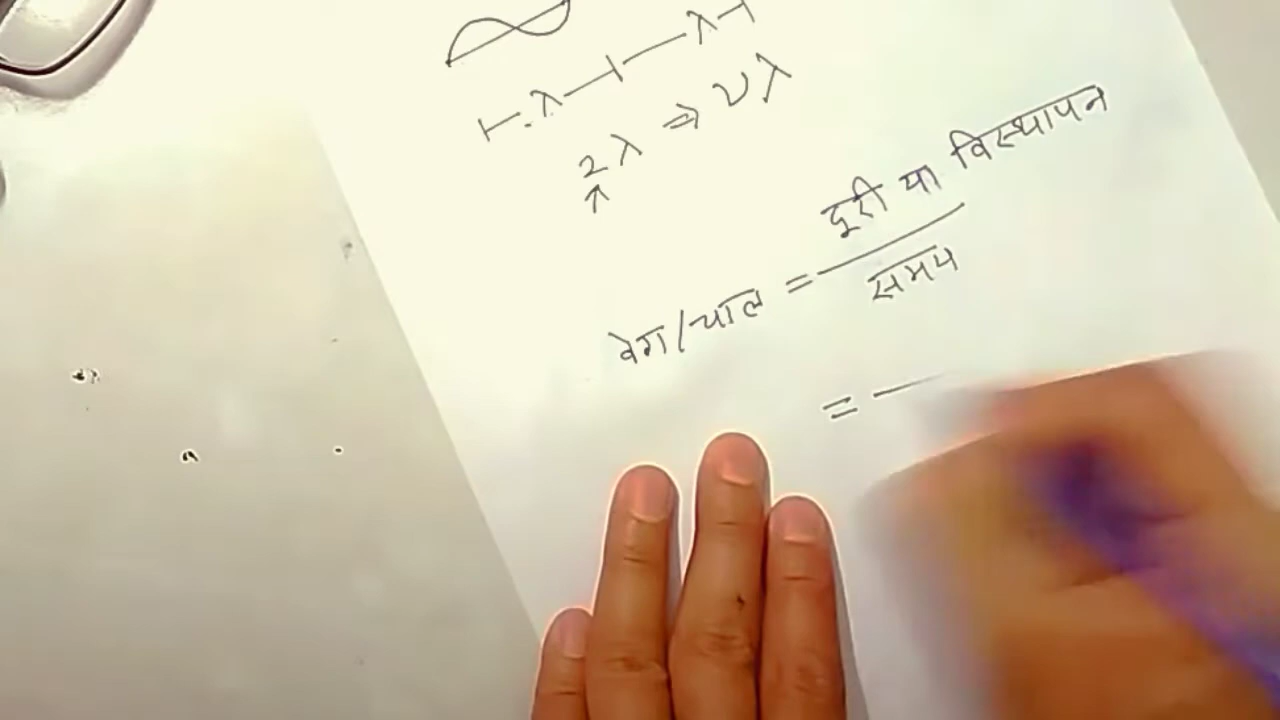 λ λ
2λ ⇒ νλ
↑
वेग/चाल = दूरी या विस्थापन / समय
=